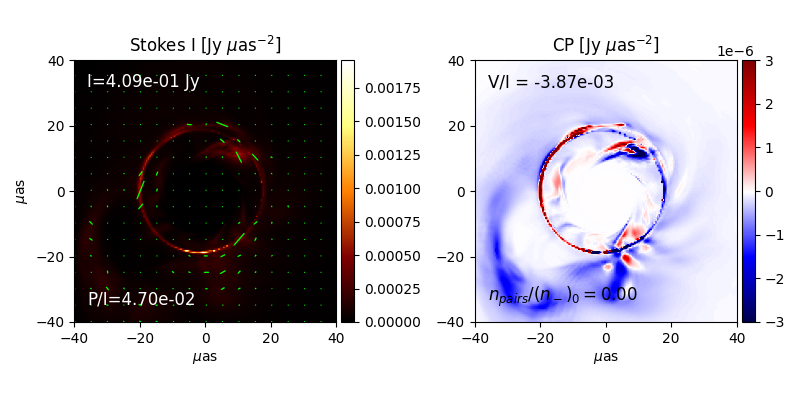 Stokes I [Jy μas⁻²]
CP [Jy μas⁻²]
1e-6
I=4.09e-01 Jy
P/I=4.70e-02
V/I = -3.87e-03
n_pairs/(n_−)_0 = 0.00
40
20
0
−20
−40
μas
−40 −20 0 20 40
μas
0.00175
0.00150
0.00125
0.00100
0.00075
0.00050
0.00025
0.00000
40
20
0
−20
−40
−40 −20 0 20 40
μas
3
2
1
0
−1
−2
−3